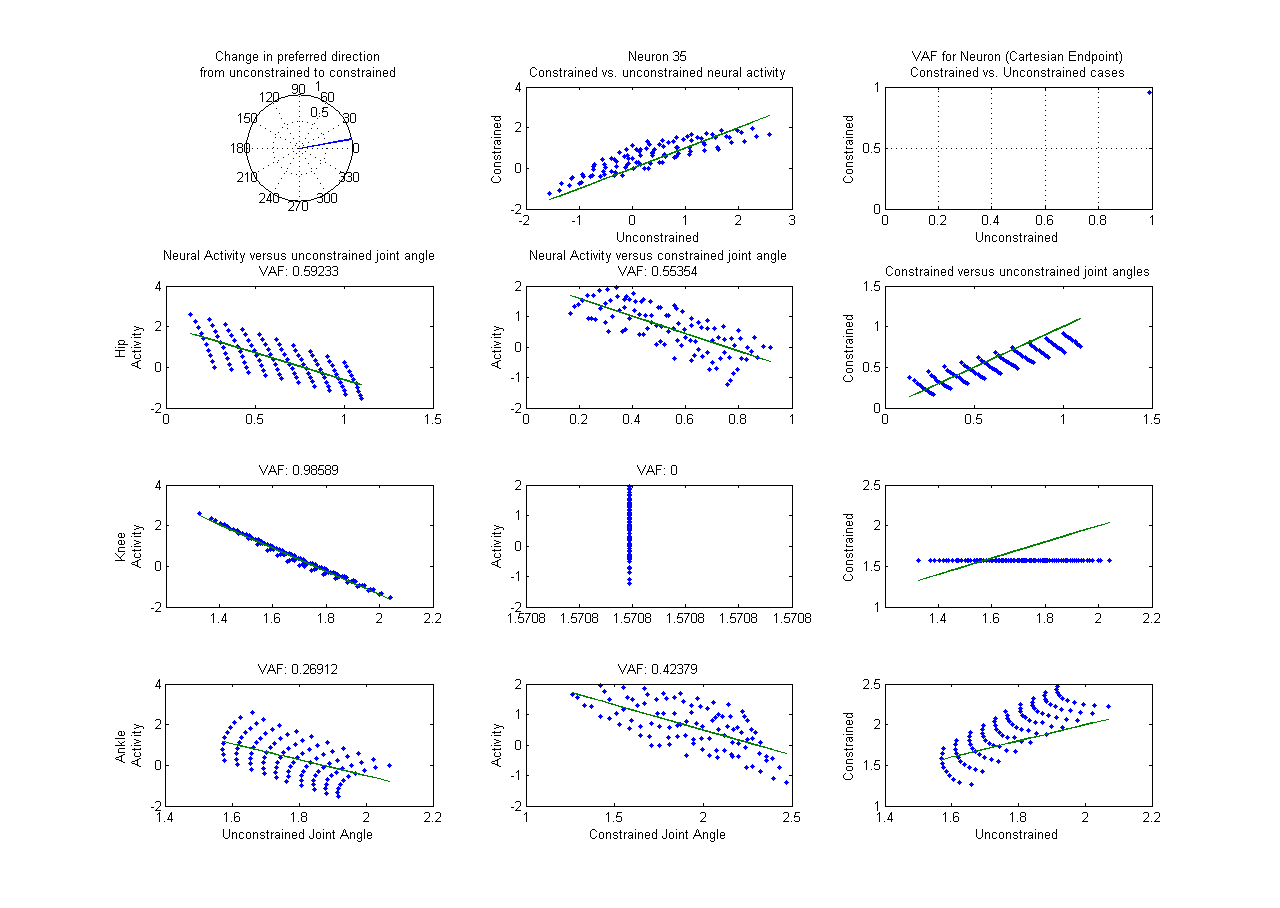 Change in preferred direction
from unconstrained to constrained
90 1
120 60
0.5
150 30
180 0
210 330
240 300
270
Neuron 35
Constrained vs. unconstrained neural activity
4
2
0
-2
Constrained
-2 -1 0 1 2 3
Unconstrained
VAF for Neuron (Cartesian Endpoint)
Constrained vs. Unconstrained cases
1
0.5
0
Constrained
0 0.2 0.4 0.6 0.8 1
Unconstrained
Neural Activity versus unconstrained joint angle
VAF: 0.59233
4
2
0
-2
Hip
Activity
0 0.5 1 1.5
Neural Activity versus constrained joint angle
VAF: 0.55354
2
1
0
-1
-2
Activity
0 0.2 0.4 0.6 0.8 1
Constrained versus unconstrained joint angles
1.5
1
0.5
0
Constrained
0 0.5 1 1.5
VAF: 0.98589
4
2
0
-2
Knee
Activity
1.4 1.6 1.8 2 2.2
VAF: 0
2
1
0
-1
-2
Activity
1.5708 1.5708 1.5708 1.5708 1.5708 1.5708
2.5
2
1.5
1
Constrained
1.2 1.4 1.6 1.8 2 2.2
VAF: 0.26912
4
2
0
-2
Ankle
Activity
1.4 1.6 1.8 2 2.2
Unconstrained Joint Angle
VAF: 0.42379
2
1
0
-1
-2
Activity
1 1.5 2 2.5
Constrained Joint Angle
2.5
2
1.5
1
Constrained
1.4 1.6 1.8 2 2.2
Unconstrained